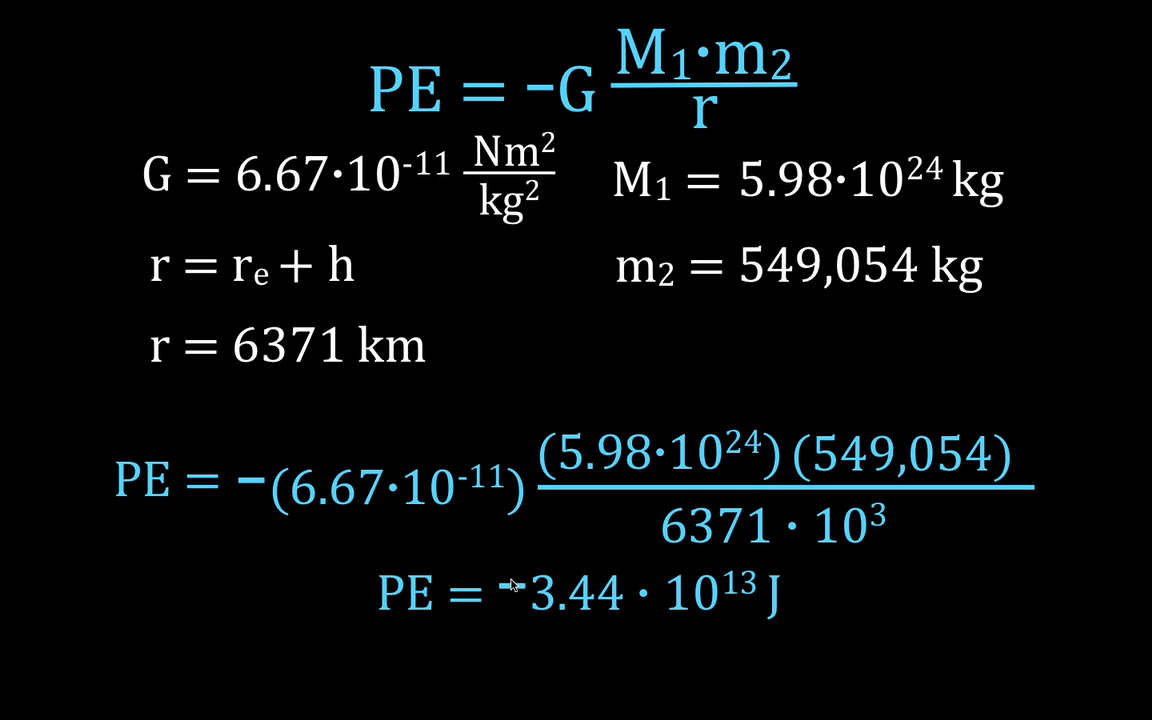 PE = −G M₁·m₂ / r
G = 6.67·10⁻¹¹ Nm² / kg²
M₁ = 5.98·10²⁴ kg
r = rₑ + h
m₂ = 549,054 kg
r = 6371 km
PE = −(6.67·10⁻¹¹) (5.98·10²⁴) (549,054) / 6371 · 10³
PE = −3.44 · 10¹³ J